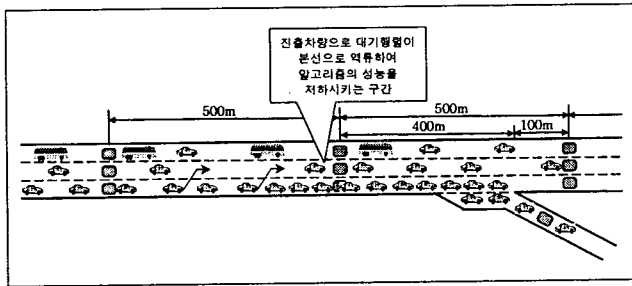 진출차량으로 대기행렬이
본선으로 역류하여
알고리즘의 성능을
저하시키는 구간
500m
500m
400m
100m